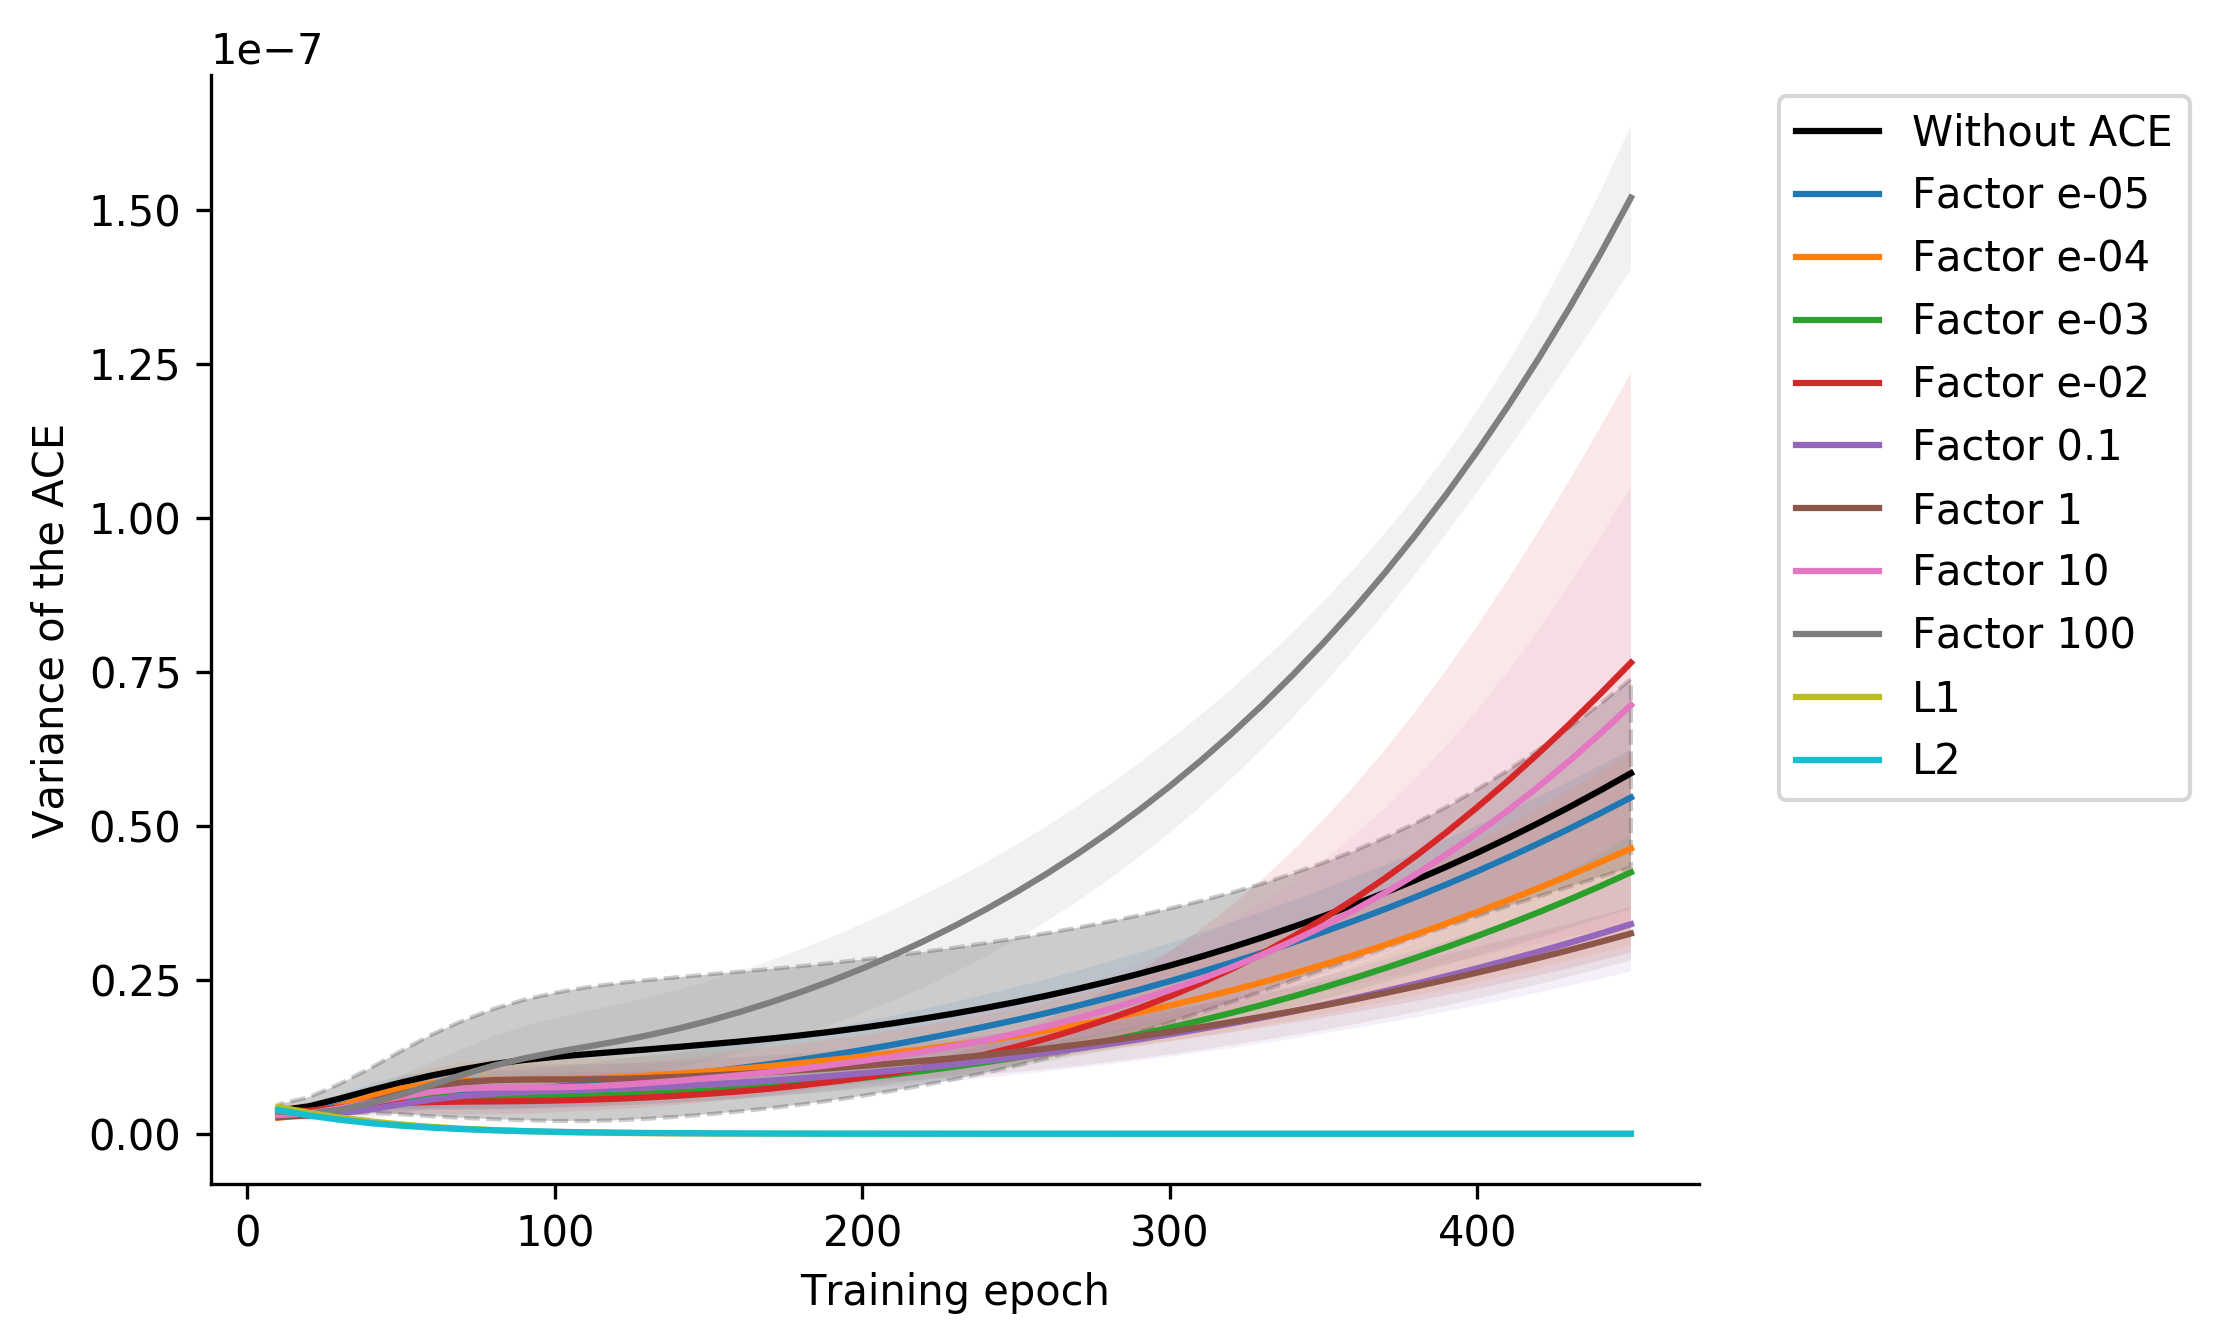 1e−7
1.50
1.25
1.00
0.75
0.50
0.25
0.00
Variance of the ACE
0 100 200 300 400
Training epoch
Without ACE
Factor e-05
Factor e-04
Factor e-03
Factor e-02
Factor 0.1
Factor 1
Factor 10
Factor 100
L1
L2